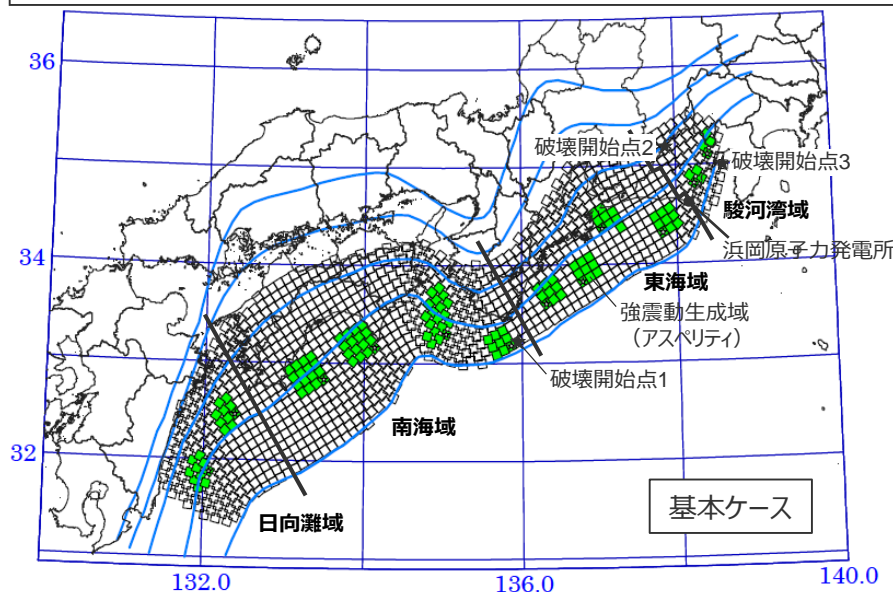 36
破壊開始点2
破壊開始点3
駿河湾域
浜岡原子力発電所
34
東海域
強震動生成域
(アスペリティ)
破壊開始点1
南海域
32
基本ケース
日向灘域
132.0
136.0
140.0